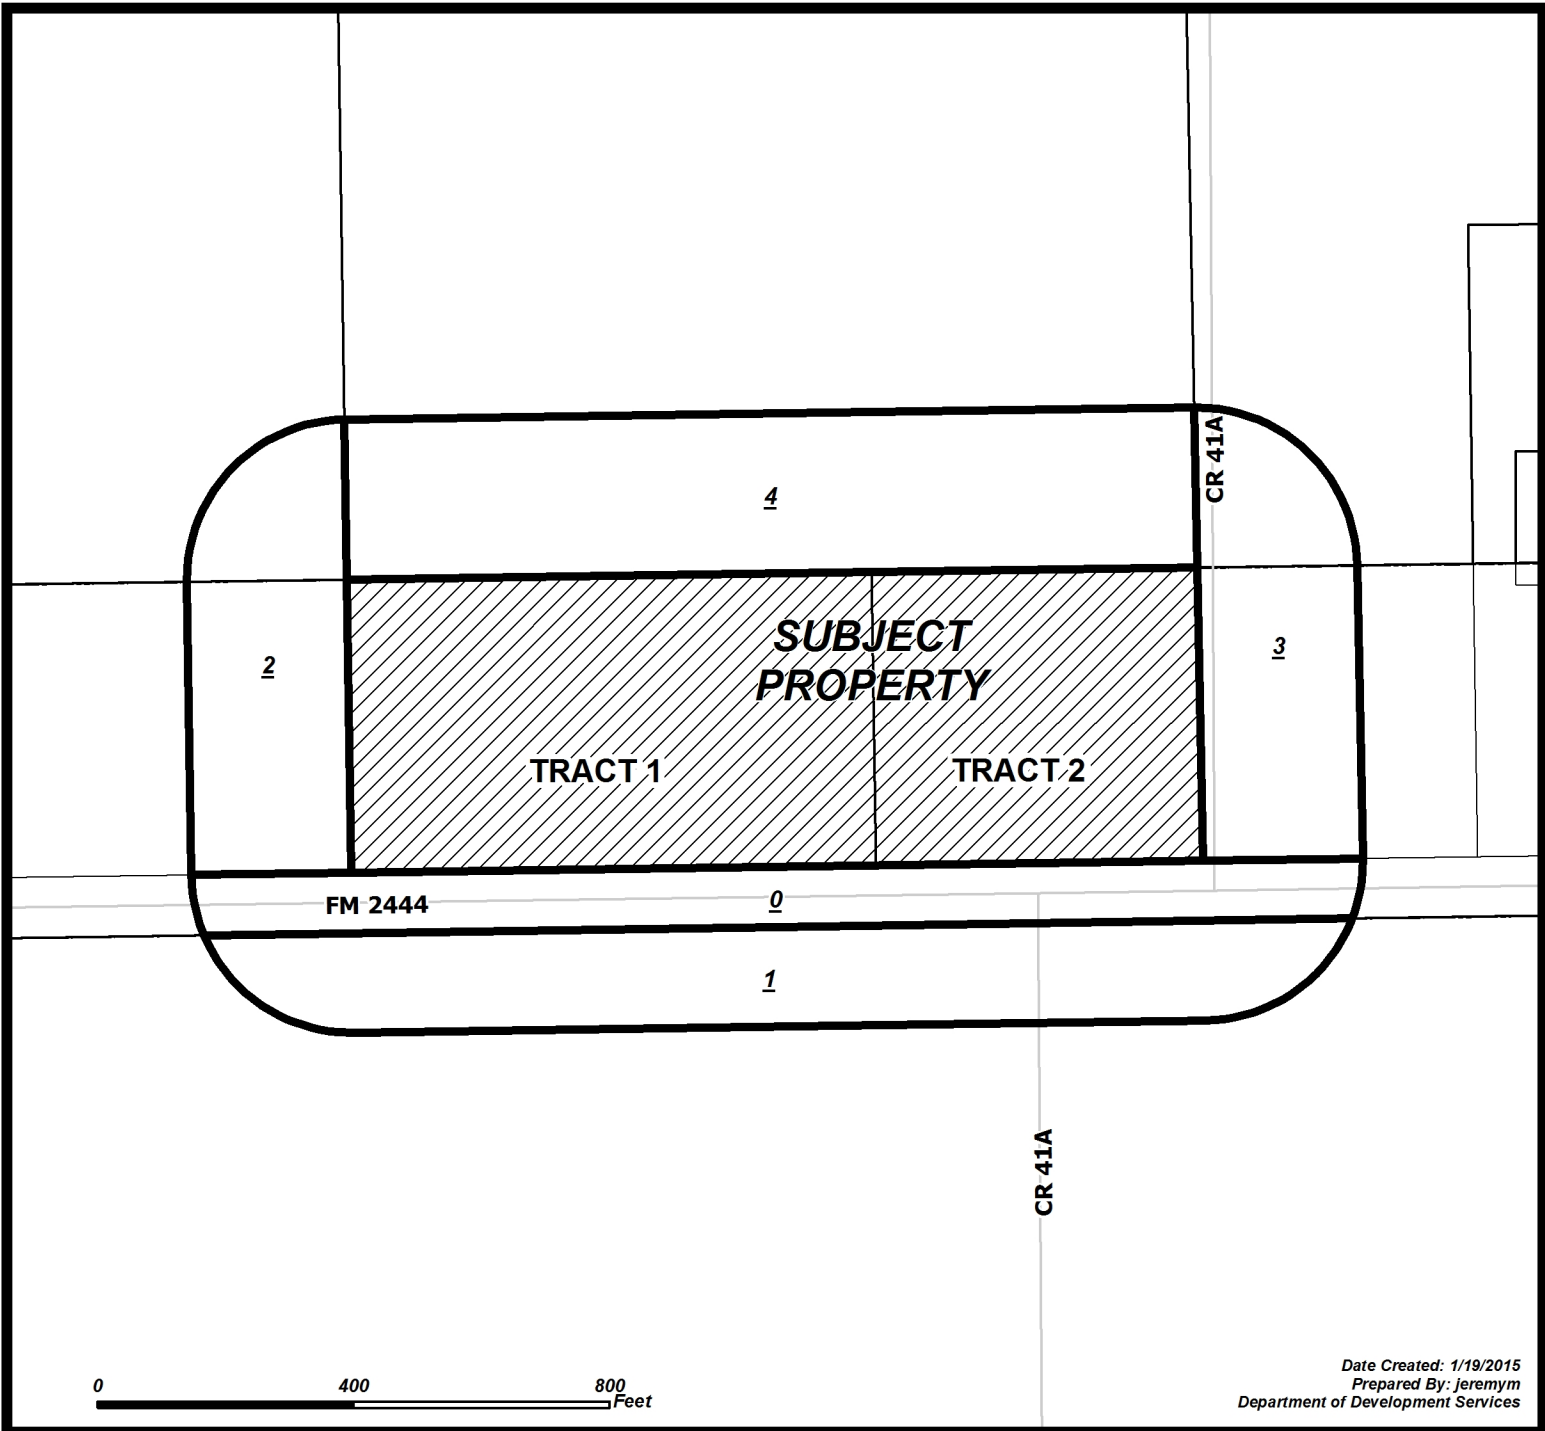 CR 41A
4
SUBJECT
PROPERTY
2
3
TRACT 1
TRACT 2
FM 2444
0
1
CR 41A
0
400
800
Feet
Date Created: 1/19/2015
Prepared By: jeremym
Department of Development Services